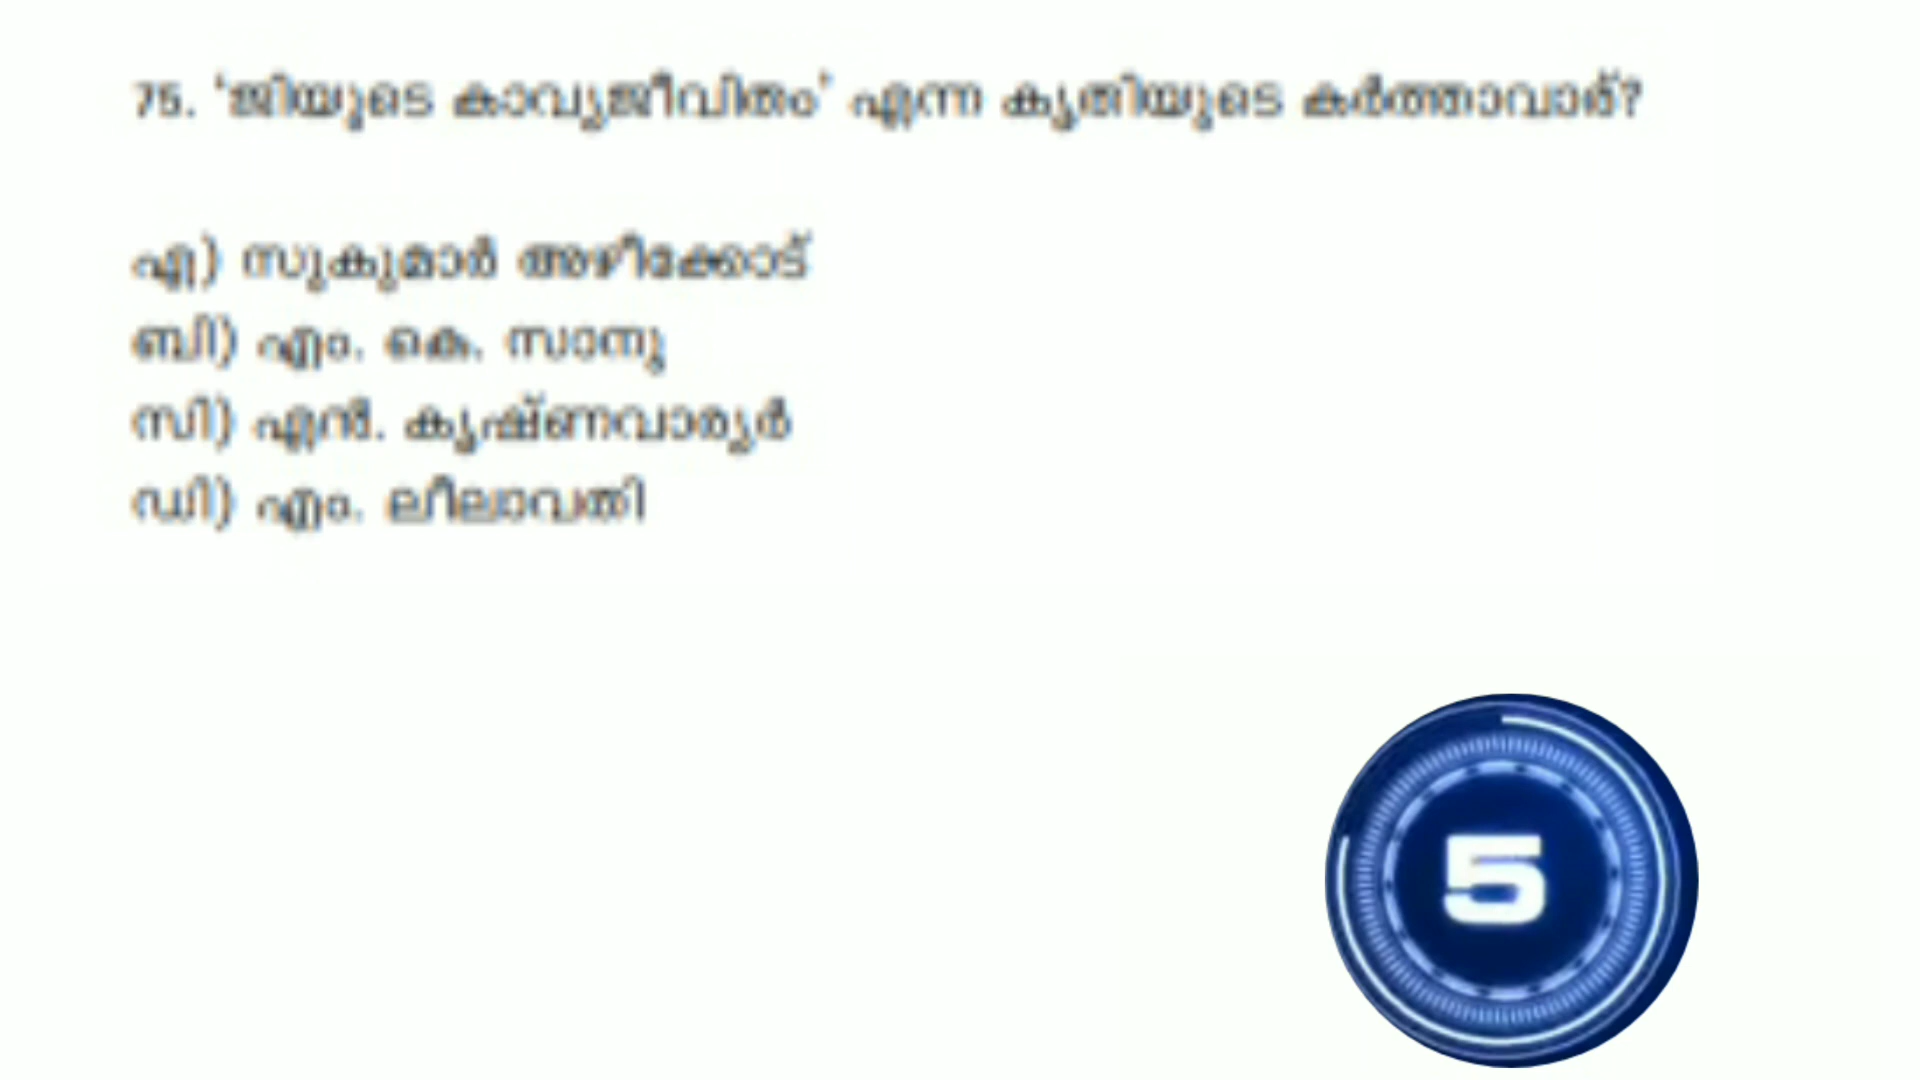 75. ‘ജിയുടെ കാവ്യജീവിതം’ എന്ന കൃതിയുടെ കർത്താവാര്?
എ) സുകുമാർ അഴീക്കോട്
ബി) എം. കെ. സാനു
സി) എൻ. കൃഷ്ണവാര്യർ
ഡി) എം. ലീലാവതി
5